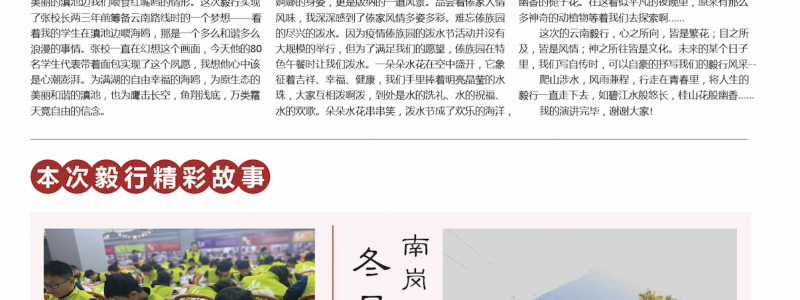 美丽的滇池边我们喂食红嘴鸥的情形。这次毅行实现
了张校长两三年前筹备云南路线时的一个梦想——看
着我的学生在滇池边喂海鸥，那是一个多么和谐多么
浪漫的事情。张校一直在幻想这个画面，今天他的80
名学生代表带着面包实现了这个夙愿，我想他心中该
是心潮澎湃。为满湖的自由幸福的海鸥，为原生态的
美丽和谐的滇池，也为鹰击长空，鱼翔浅底，万类霜
天竞自由的信念。
婀娜的身姿，更是版纳的一道风景。品尝着傣家人情
风味，我深深感到了傣家风情多姿多彩。难忘傣族园
的尽兴的泼水。因为疫情傣族园的泼水节活动并没有
大规模的举行，但为了满足我们的愿望，傣族园在特
色午餐时让我们泼水。一朵朵水花在空中盛开，它象
征着吉祥、幸福、健康，我们手里捧着明亮晶莹的水
珠，大家互相泼啊泼，到处是水的洗礼、水的祝福、
水的欢歌。朵朵水花串串笑，泼水节成了欢乐的海洋，
幽香的栀子花。在这看似平凡的夜晚里，原来有那么
多神奇的动植物等着我们去探索啊……
这次的云南毅行，心之所向，皆是繁花；目之所
及，皆是风情；神之所往皆是文化。未来的某个日子
里，我们写自传时，可以自豪的抒写我们的毅行风采…
爬山涉水，风雨兼程，行走在青春里，将人生的
毅行一直走下去，如碧江水般悠长，桂山花般幽香……
我的演讲完毕，谢谢大家！
本次毅行精彩故事
南岗
冬